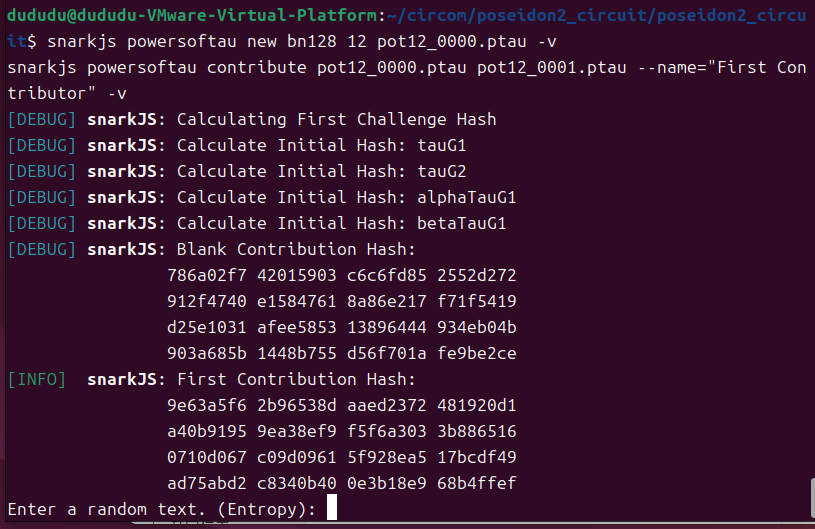 dududu@dududu-VMware-Virtual-Platform:~/circom/poseidon2_circuit/poseidon2_circu
it$ snarkjs powersoftau new bn128 12 pot12_0000.ptau -v
snarkjs powersoftau contribute pot12_0000.ptau pot12_0001.ptau --name="First Con
tributor" -v
[DEBUG] snarkJS: Calculating First Challenge Hash
[DEBUG] snarkJS: Calculate Initial Hash: tauG1
[DEBUG] snarkJS: Calculate Initial Hash: tauG2
[DEBUG] snarkJS: Calculate Initial Hash: alphaTauG1
[DEBUG] snarkJS: Calculate Initial Hash: betaTauG1
[DEBUG] snarkJS: Blank Contribution Hash:
786a02f7 42015903 c6c6fd85 2552d272
912f4740 e1584761 8a86e217 f71f5419
d25e1031 afee5853 13896444 934eb04b
903a685b 1448b755 d56f701a fe9be2ce
[INFO]  snarkJS: First Contribution Hash:
9e63a5f6 2b96538d aaed2372 481920d1
a40b9195 9ea38ef9 f5f6a303 3b886516
0710d067 c09d0961 5f928ea5 17bcdf49
ad75abd2 c8340b40 0e3b18e9 68b4ffef
Enter a random text. (Entropy):